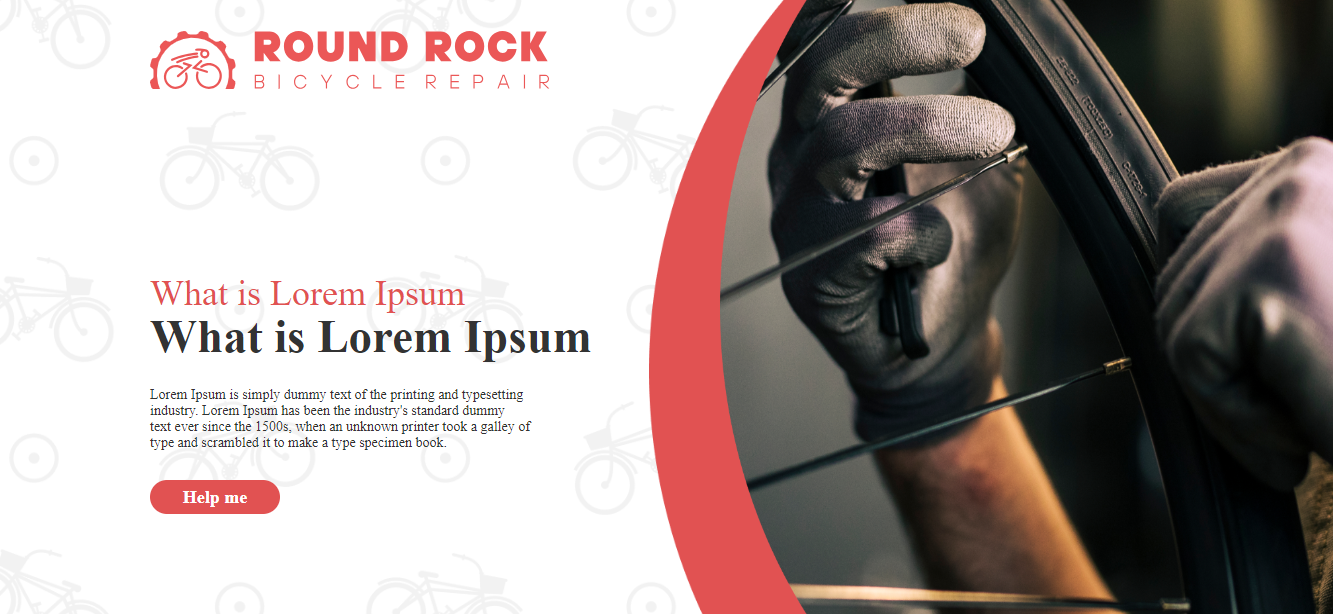 ROUND ROCK
BICYCLE REPAIR
What is Lorem Ipsum
What is Lorem Ipsum
Lorem Ipsum is simply dummy text of the printing and typesetting
industry. Lorem Ipsum has been the industry's standard dummy
text ever since the 1500s, when an unknown printer took a galley of
type and scrambled it to make a type specimen book.
Help me